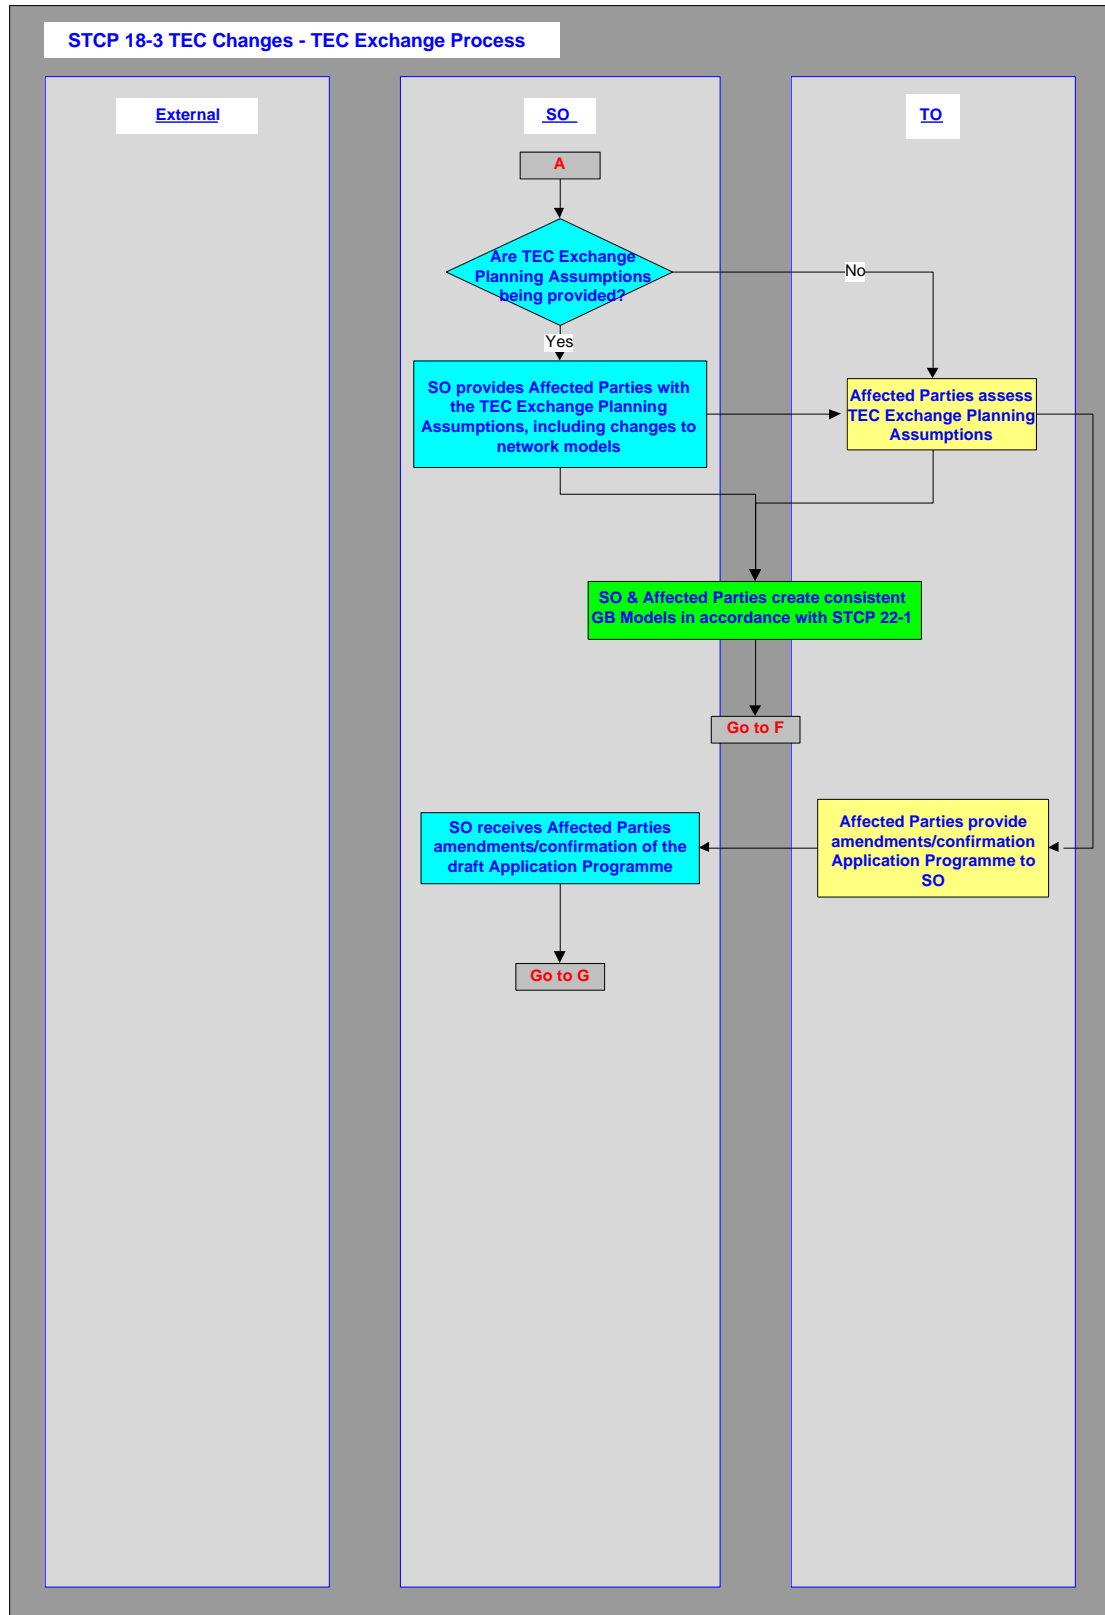 STCP 18-3 TEC Changes - TEC Exchange Process
External
SO
TO
A
Are TEC Exchange
Planning Assumptions
being provided?
No
Yes
SO provides Affected Parties with
the TEC Exchange Planning
Assumptions, including changes to
network models
Affected Parties assess
TEC Exchange Planning
Assumptions
SO & Affected Parties create consistent
GB Models in accordance with STCP 22-1
Go to F
SO receives Affected Parties
amendments/confirmation of the
draft Application Programme
Affected Parties provide
amendments/confirmation
Application Programme to
SO
Go to G